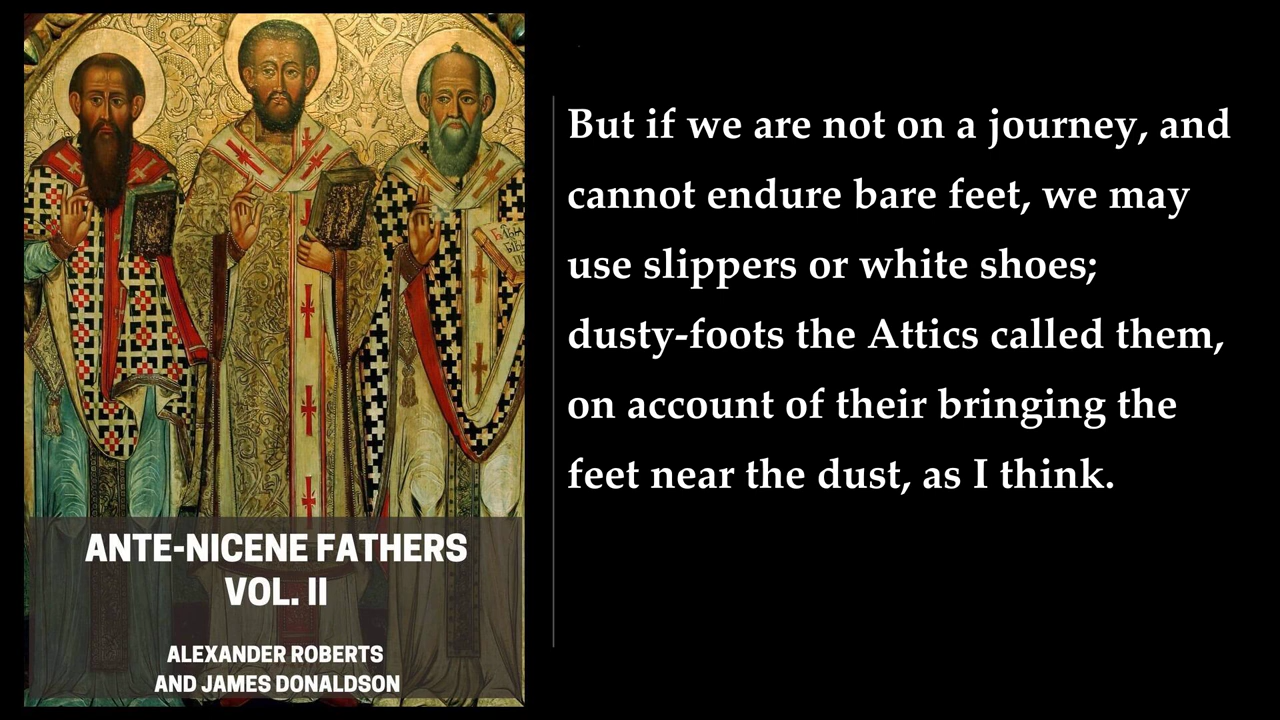 But if we are not on a journey, and
cannot endure bare feet, we may
use slippers or white shoes;
dusty-foots the Attics called them,
on account of their bringing the
feet near the dust, as I think.
ANTE-NICENE FATHERS
VOL. II
ALEXANDER ROBERTS
AND JAMES DONALDSON